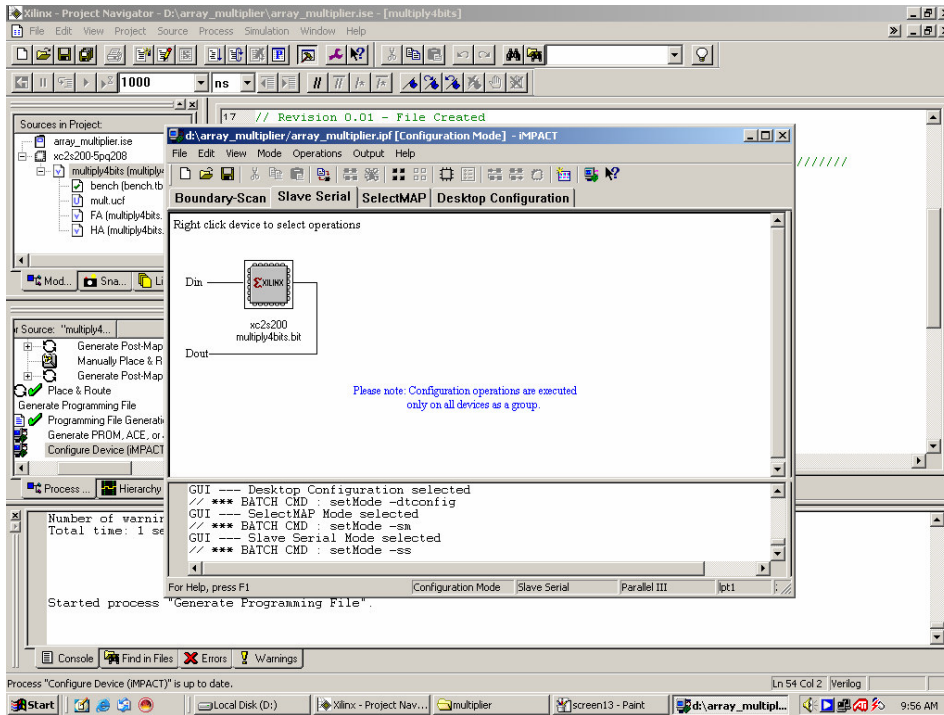 Xilinx - Project Navigator - D:\array_multiplier\array_multiplier.ise - [multiply4bits]
File Edit View Project Source Process Simulation Window Help
1000 ns
Sources in Project:
array_multiplier.ise
xc2s200-5pq208
multiply4bits (multiply
bench (bench.tb
mult.ucf
FA (multiply4bits.
HA (multiply4bits.
Mod... Sna... Li
17 // Revision 0.01 - File Created
///////
d:\array_multiplier/array_multiplier.ipf [Configuration Mode] - iMPACT
File Edit View Mode Operations Output Help
Boundary-Scan Slave Serial SelectMAP Desktop Configuration
Right click device to select operations
Din
XILINX
xc2s200
multiply4bits.bit
Dout
Please note: Configuration operations are executed
only on all devices as a group.
GUI --- Desktop Configuration selected
// *** BATCH CMD : setMode -dtconfig
GUI --- SelectMAP Mode selected
// *** BATCH CMD : setMode -sm
GUI --- Slave Serial Mode selected
// *** BATCH CMD : setMode -ss
For Help, press F1 Configuration Mode Slave Serial Parallel III lpt1
r Source: "multiply4...
Generate Post-Map
Manually Place & R
Generate Post-Map
Place & Route
Generate Programming File
Programming File Generati
Generate PROM, ACE, or
Configure Device (iMPACT
Process ... Hierarchy
Number of warnin
Total time: 1 se
Started process "Generate Programming File".
Console Find in Files Errors Warnings
Process "Configure Device (iMPACT)" is up to date. Ln 54 Col 2 Verilog
Start Local Disk (D:) Xilinx - Project Nav... multiplier screen13 - Paint d:\array_multipl... 9:56 AM